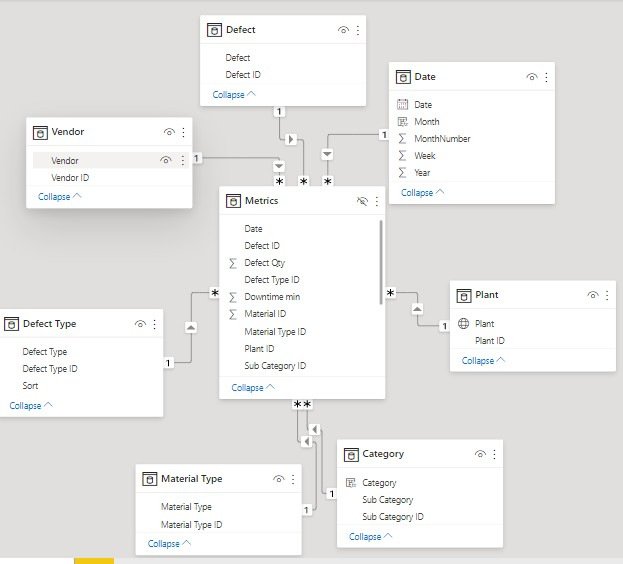 Defect
Defect
Defect ID
Collapse
Date
Date
Month
MonthNumber
Week
Year
Collapse
Vendor
Vendor
Vendor ID
Collapse
1
1
1
* * *
Metrics
Date
Defect ID
Defect Qty
Defect Type ID
Downtime min
Material ID
Material Type ID
Plant ID
Sub Category ID
Collapse
*
*
Plant
Plant
Plant ID
Collapse
1
Defect Type
Defect Type
Defect Type ID
Sort
Collapse
1
**
Category
Category
Sub Category
Sub Category ID
Collapse
1
Material Type
Material Type
Material Type ID
Collapse
1